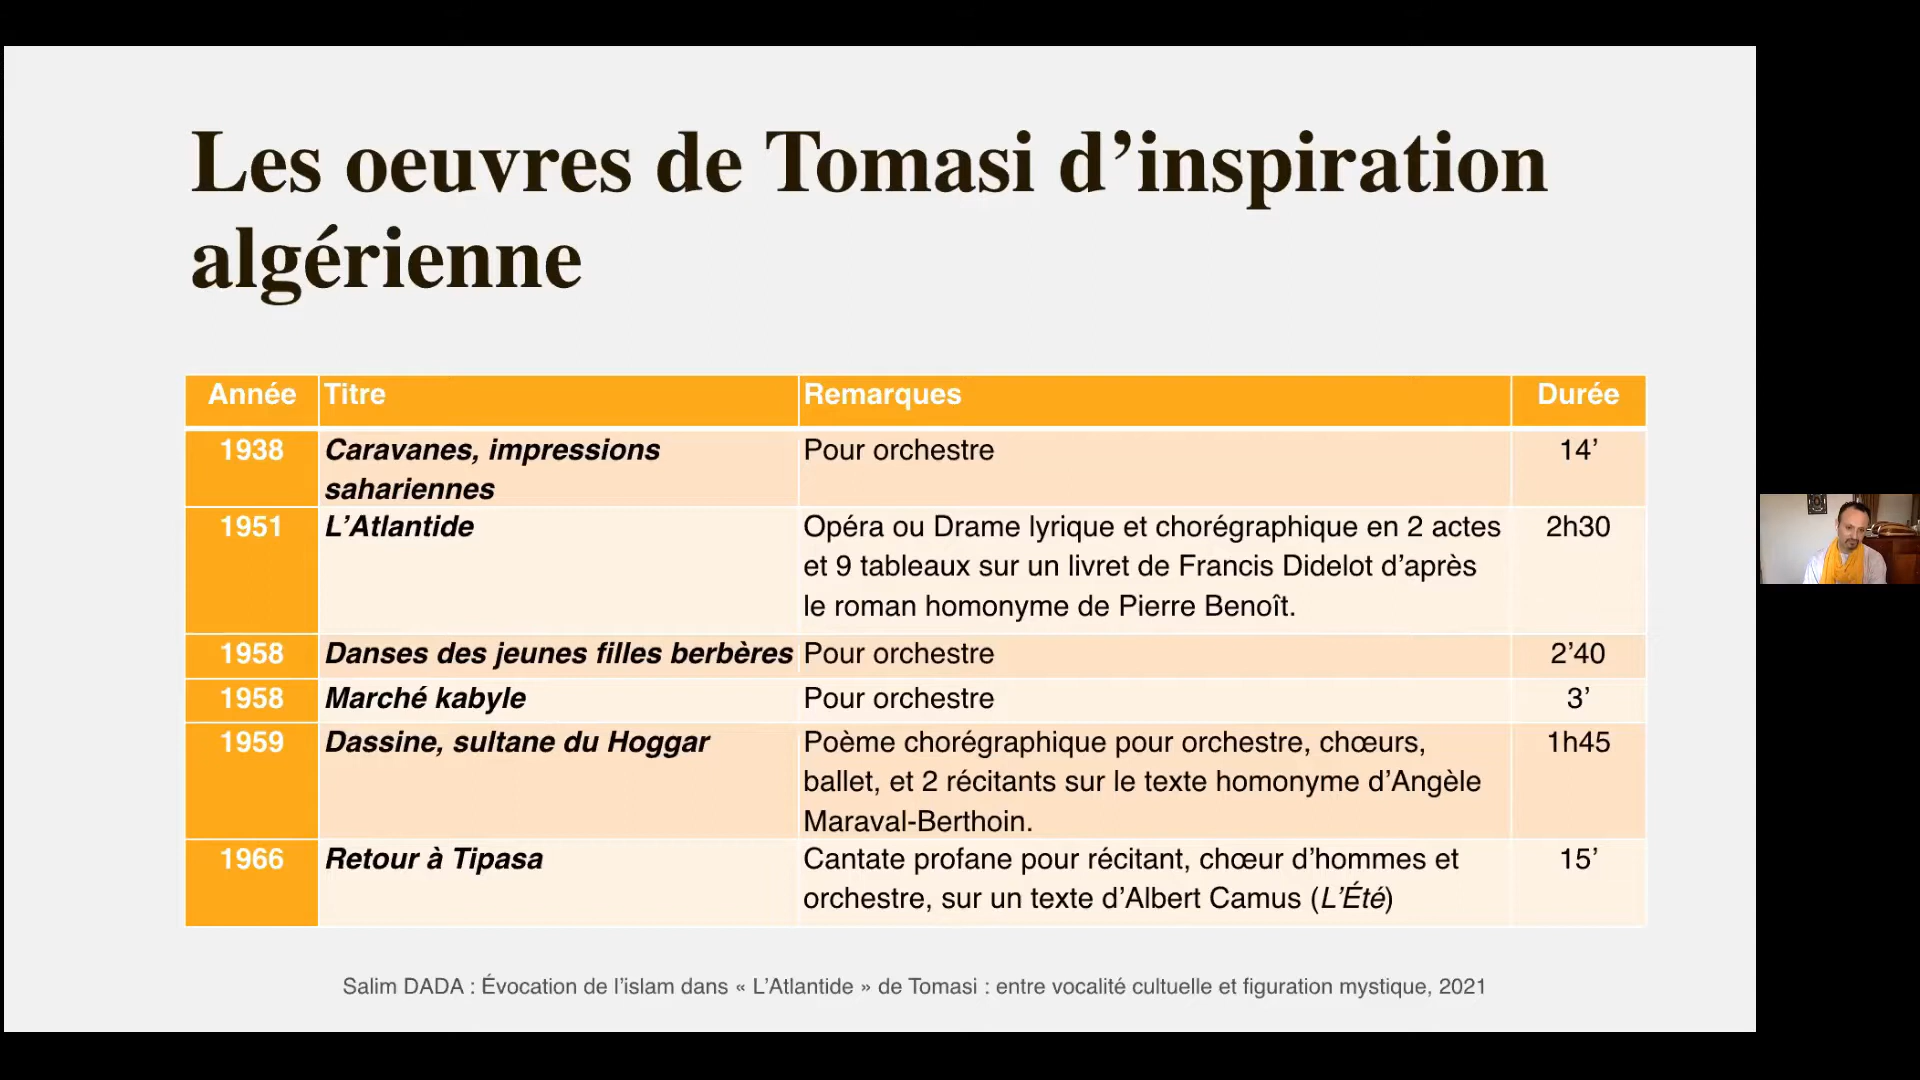 Les oeuvres de Tomasi d’inspiration
algérienne
Année Titre Remarques Durée
1938 Caravanes, impressions Pour orchestre 14’
sahariennes
1951 L’Atlantide Opéra ou Drame lyrique et chorégraphique en 2 actes 2h30
et 9 tableaux sur un livret de Francis Didelot d’après
le roman homonyme de Pierre Benoît.
1958 Danses des jeunes filles berbères Pour orchestre 2’40
1958 Marché kabyle Pour orchestre 3’
1959 Dassine, sultane du Hoggar Poème chorégraphique pour orchestre, chœurs, 1h45
ballet, et 2 récitants sur le texte homonyme d’Angèle
Maraval-Berthoin.
1966 Retour à Tipasa Cantate profane pour récitant, chœur d’hommes et 15’
orchestre, sur un texte d’Albert Camus (L’Été)
Salim DADA : Évocation de l’islam dans « L’Atlantide » de Tomasi : entre vocalité cultuelle et figuration mystique, 2021